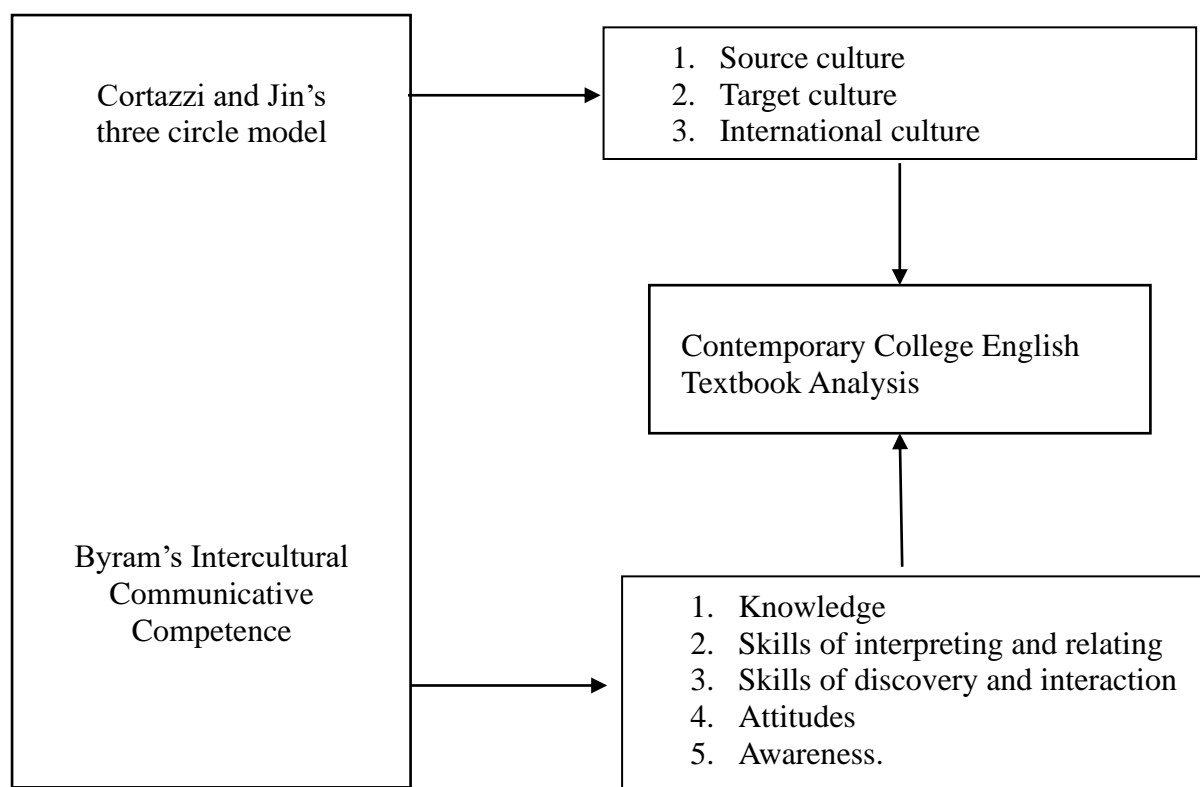 Cortazzi and Jin’s
three circle model
1. Source culture
2. Target culture
3. International culture
Contemporary College English
Textbook Analysis
Byram’s Intercultural
Communicative
Competence
1. Knowledge
2. Skills of interpreting and relating
3. Skills of discovery and interaction
4. Attitudes
5. Awareness.